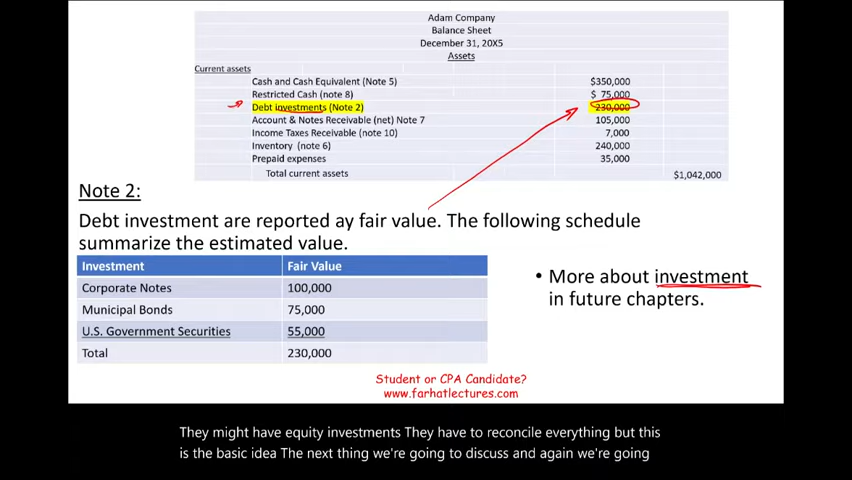 Adam Company
Balance Sheet
December 31, 20X5
Assets
Current assets
Cash and Cash Equivalent (Note 5) $350,000
Restricted Cash (note 8) $ 75,000
Debt investments (Note 2) 230,000
Account & Notes Receivable (net) Note 7 105,000
Income Taxes Receivable (note 10) 7,000
Inventory (note 6) 240,000
Prepaid expenses 35,000
Total current assets $1,042,000
Note 2:
Debt investment are reported ay fair value. The following schedule
summarize the estimated value.
Investment Fair Value
Corporate Notes 100,000
Municipal Bonds 75,000
U.S. Government Securities 55,000
Total 230,000
• More about investment
in future chapters.
Student or CPA Candidate?
www.farhatlectures.com
They might have equity investments They have to reconcile everything but this
is the basic idea The next thing we're going to discuss and again we're going